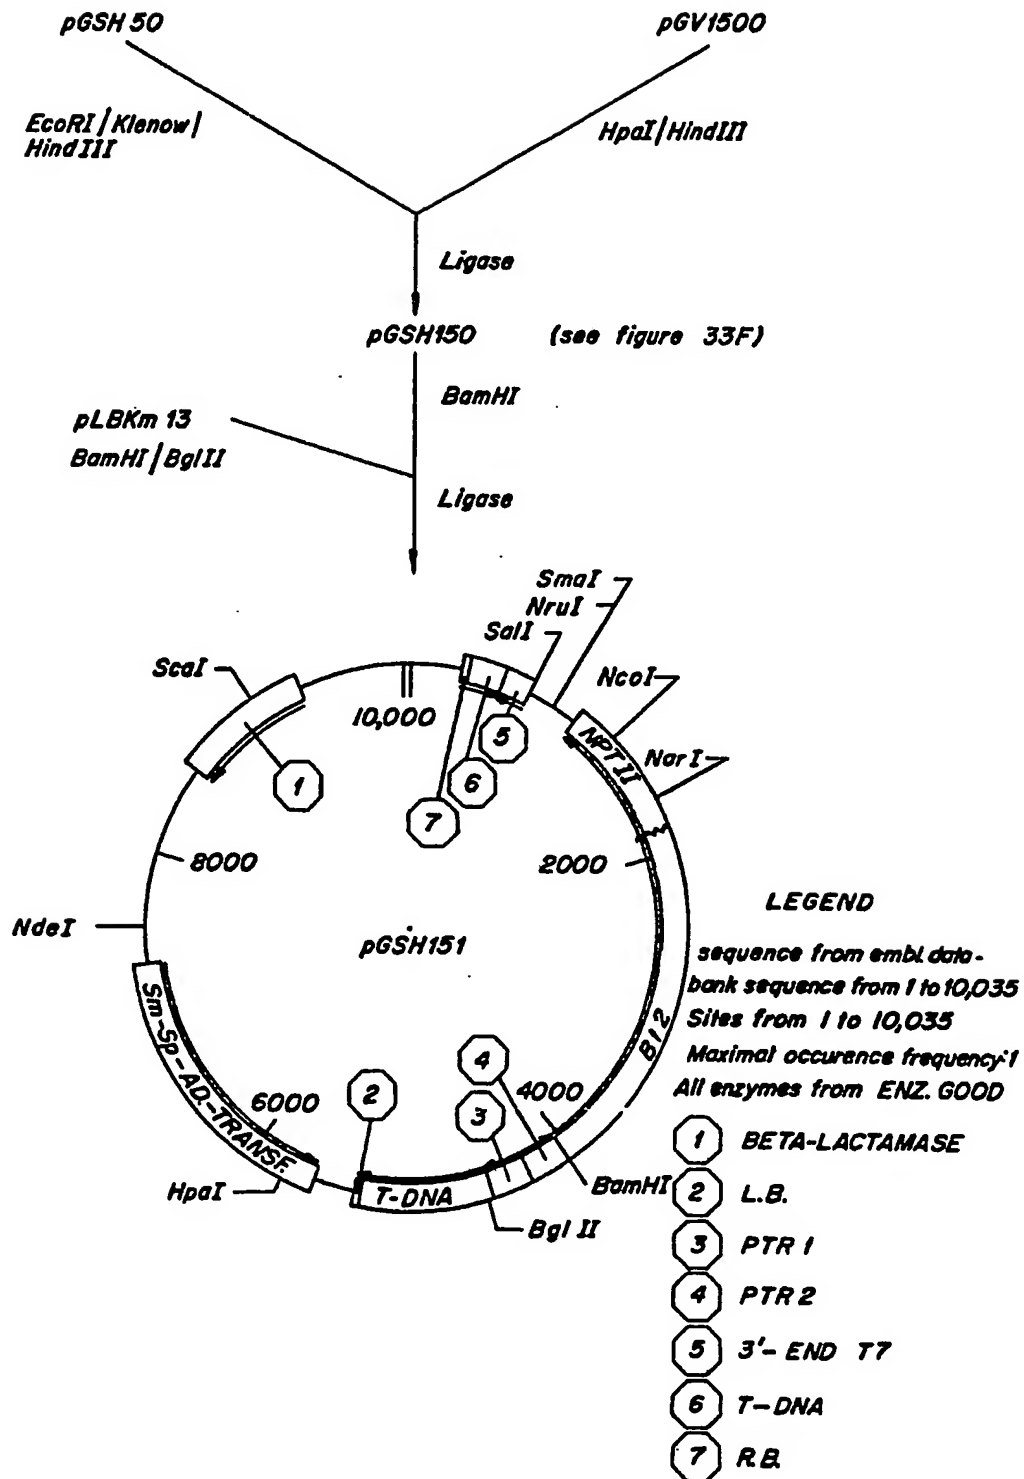 pGSH 50
pGV1500
EcoRI/Klenow/
HindIII
HpaI/HindIII
Ligase
pGSH150 (see figure 33F)
BamHI
pLBKm 13
BamHI/BglII
Ligase
SmaI
NruI
SalI
ScaI
NcoI
10,000
5
NPTII
NarI
1
6
7
8000
2000
LEGEND
NdeI
pGSH151
sequence from embl.data-
bank sequence from 1 to 10,035
Sites from 1 to 10,035
Bt2
Maximal occurence frequency:1
All enzymes from ENZ. GOOD
Sm-Sp-AD.-TRANSF.
4
2
6000
3
4000
1 BETA-LACTAMASE
HpaI
T-DNA
BamHI
Bgl II
2 L.B.
3 PTR 1
4 PTR 2
5 3'-END T7
6 T-DNA
7 R.B.